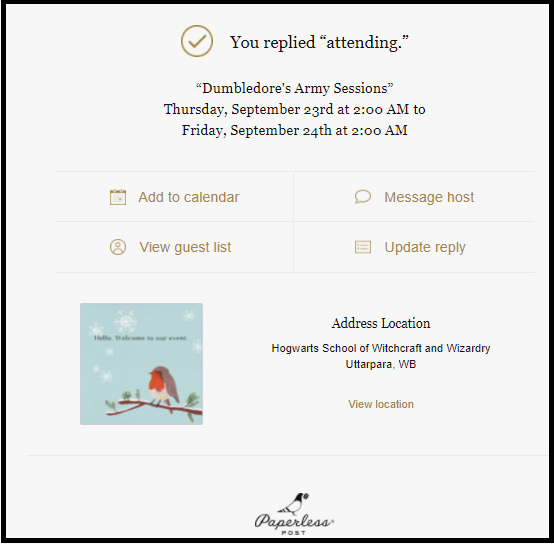 You replied “attending.”
“Dumbledore's Army Sessions”
Thursday, September 23rd at 2:00 AM to
Friday, September 24th at 2:00 AM
Add to calendar
Message host
View guest list
Update reply
Hello, Welcome to our event.
Address Location
Hogwarts School of Witchcraft and Wizardry
Uttarpara, WB
View location
Paperless
POST